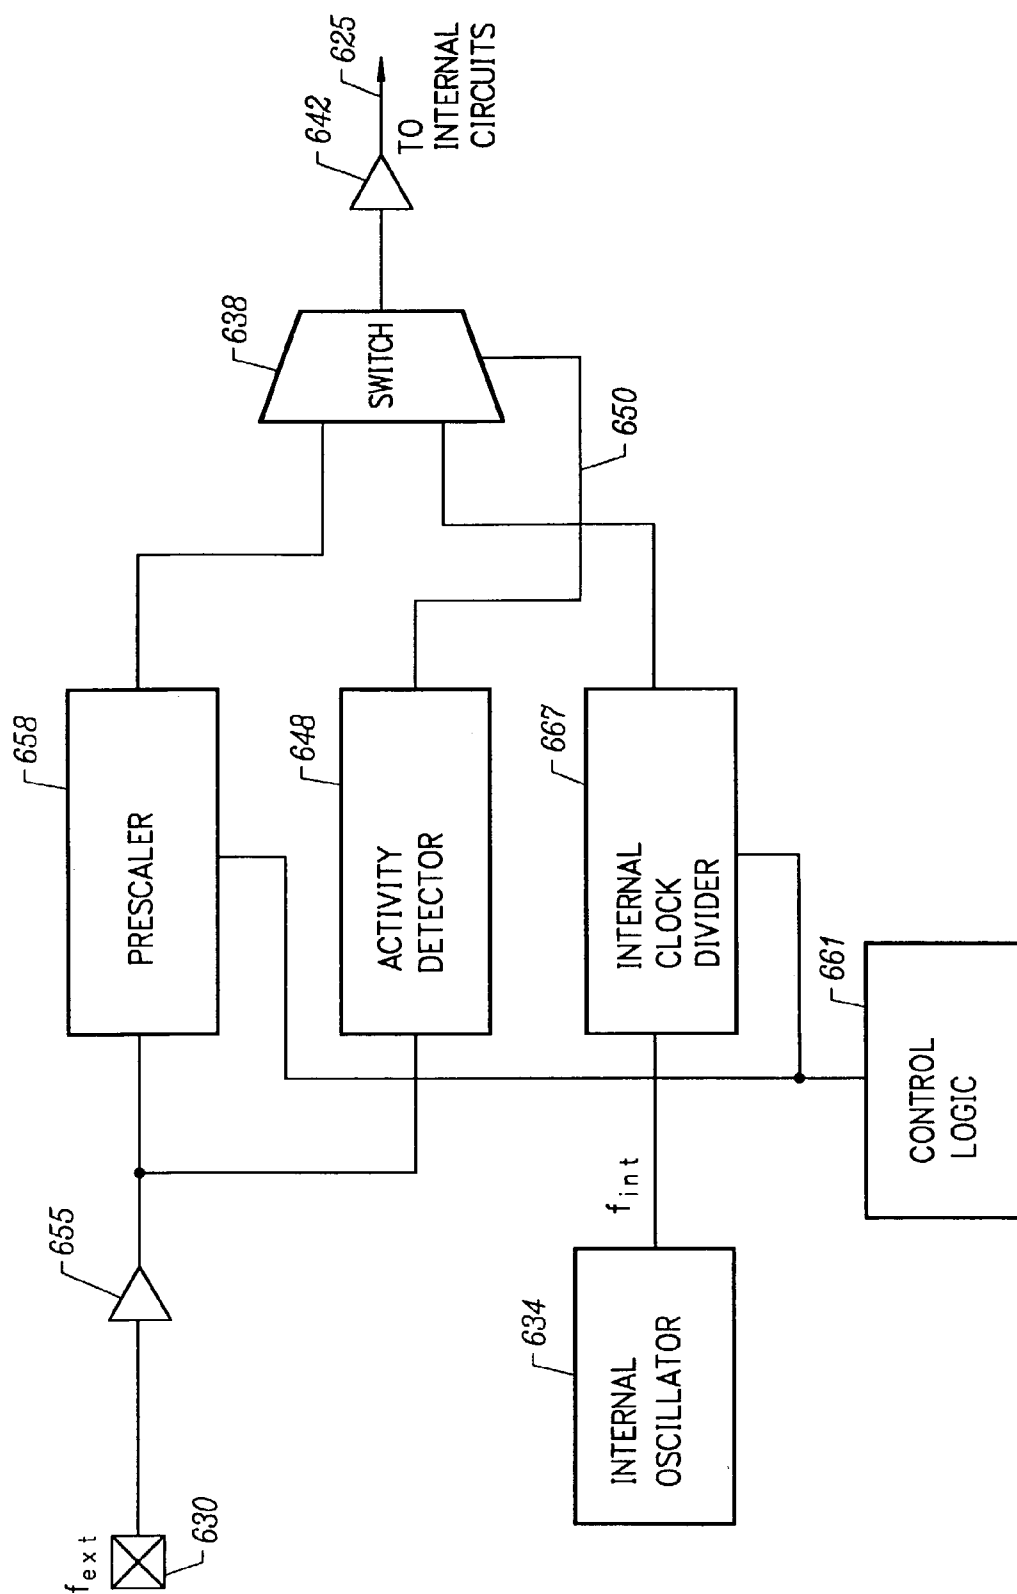 f_ext
630
655
PRESCALER
658
ACTIVITY
DETECTOR
648
INTERNAL
OSCILLATOR
634
f_int
INTERNAL
CLOCK
DIVIDER
667
CONTROL
LOGIC
661
SWITCH
638
650
642
625
TO
INTERNAL
CIRCUITS